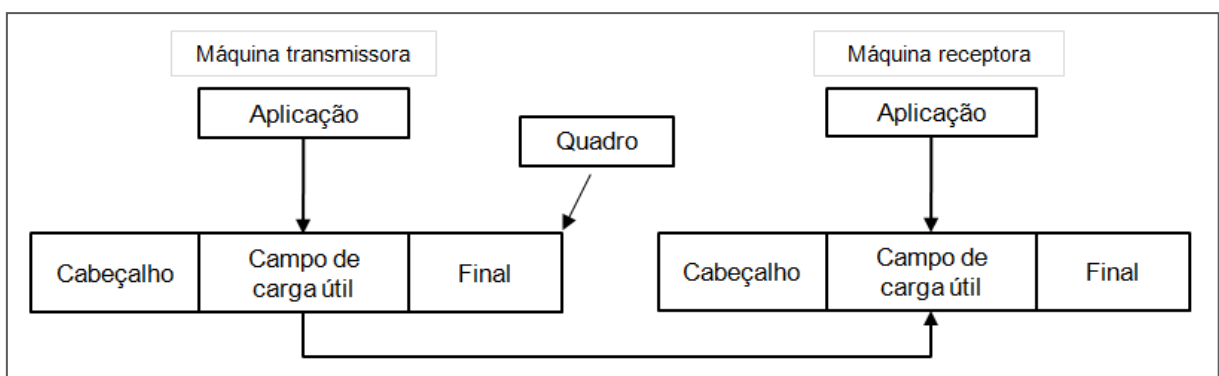 Máquina transmissora
Máquina receptora
Aplicação
Aplicação
Quadro
Cabeçalho
Campo de
carga útil
Final
Cabeçalho
Campo de
carga útil
Final